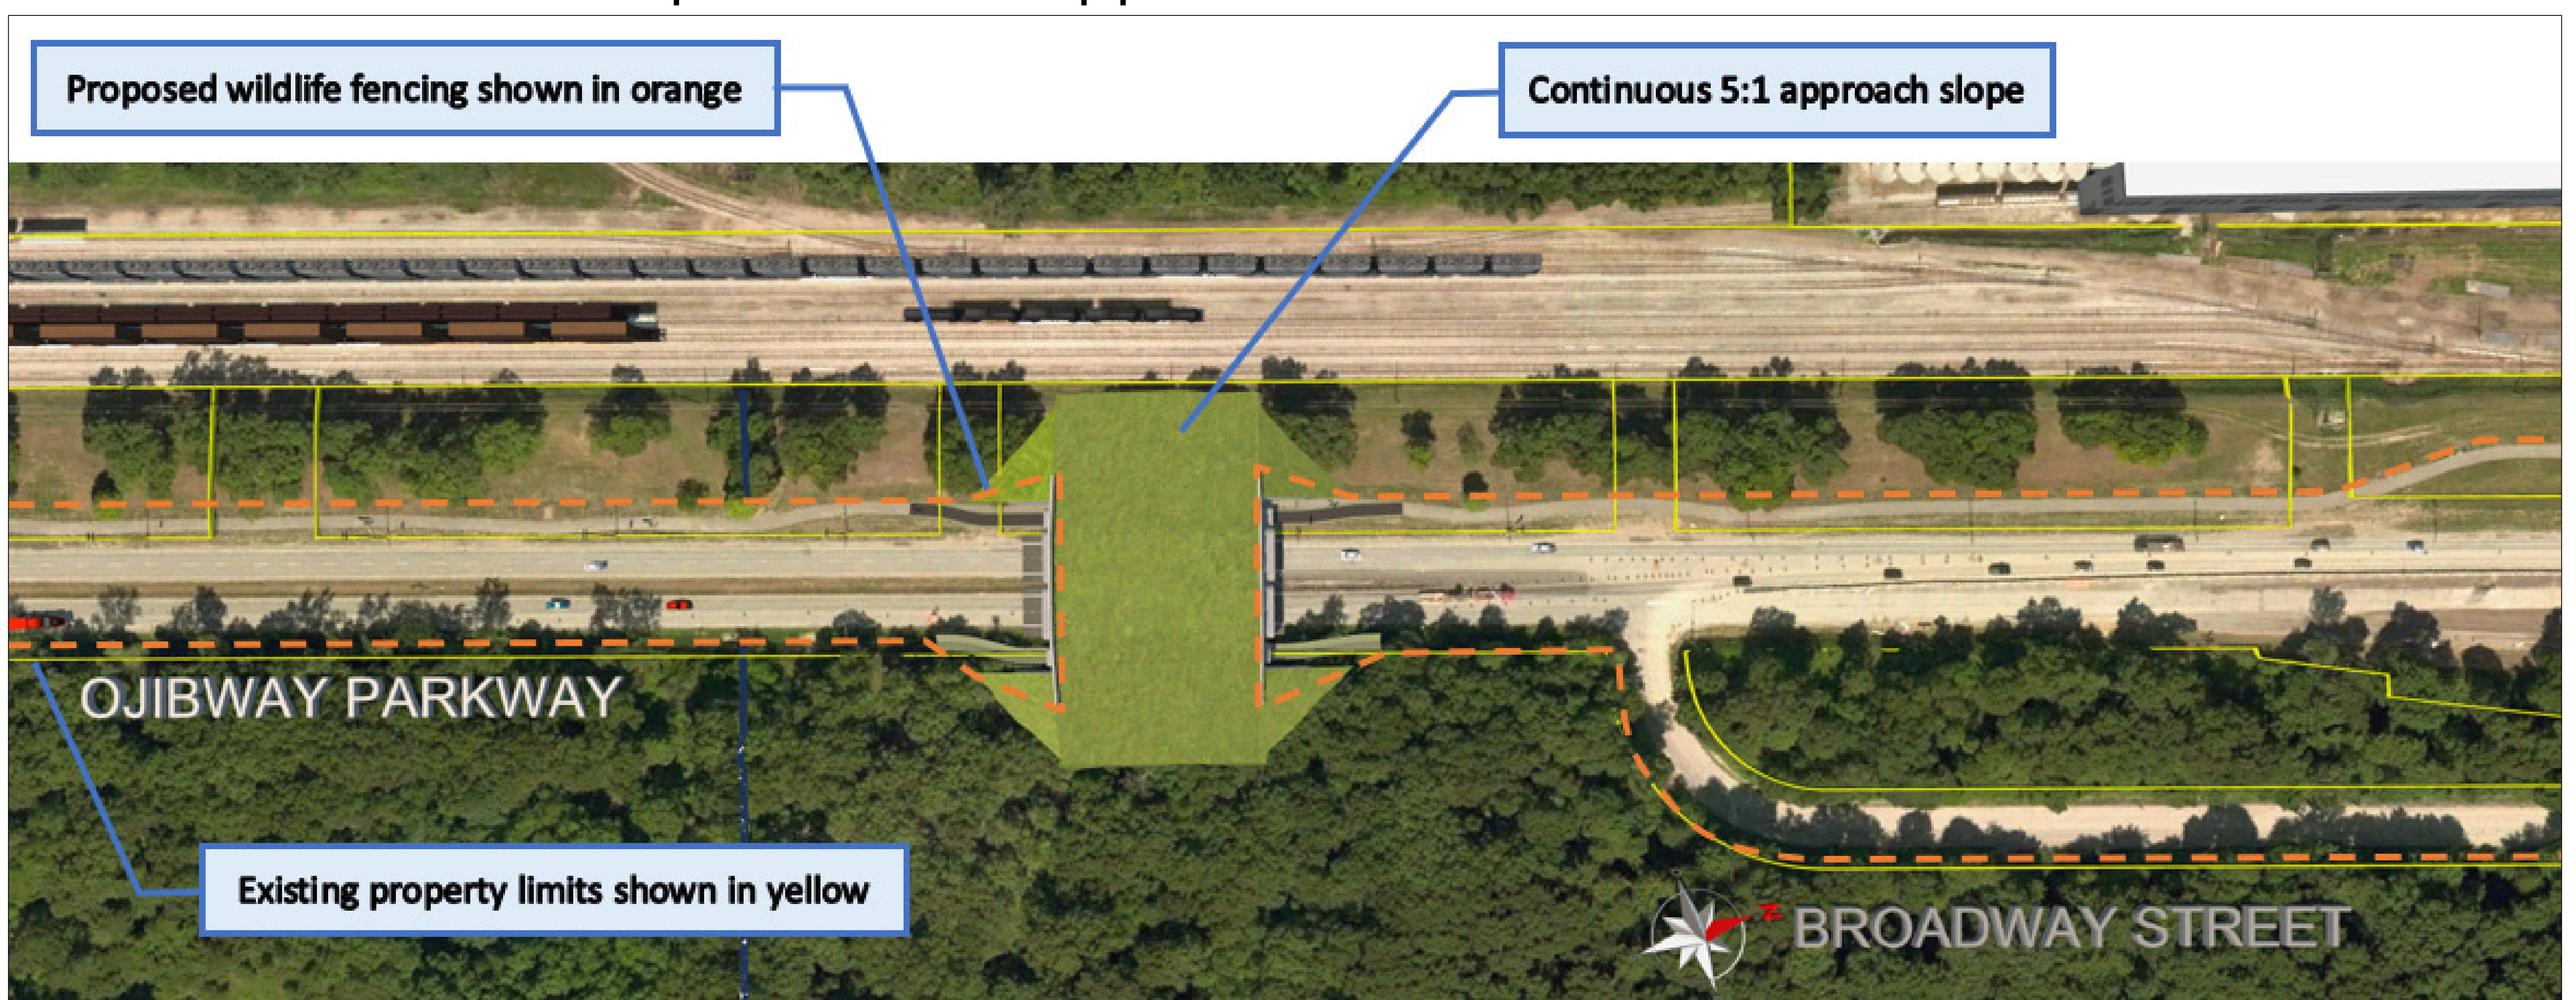 Proposed wildlife fencing shown in orange
Continuous 5:1 approach slope
OJIBWAY PARKWAY
Existing property limits shown in yellow
Z
BROADWAY STREET